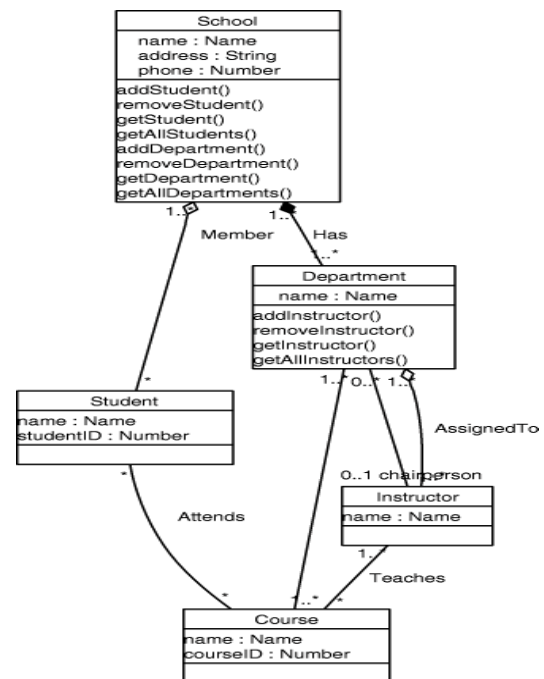 School
name : Name
address : String
phone : Number
addStudent()
removeStudent()
getStudent()
getAllStudents()
addDepartment()
removeDepartment()
getDepartment()
getAllDepartments()
1..*
1..*
Member
Has
1..*
Department
name : Name
addInstructor()
removeInstructor()
getInstructor()
getAllInstructors()
1..*
0..*
1..*
*
Student
name : Name
studentID : Number
AssignedTo
*
0..1 chairperson
1..*
Instructor
name : Name
Attends
1..*
Teaches
*
1..*
*
Course
name : Name
courseID : Number